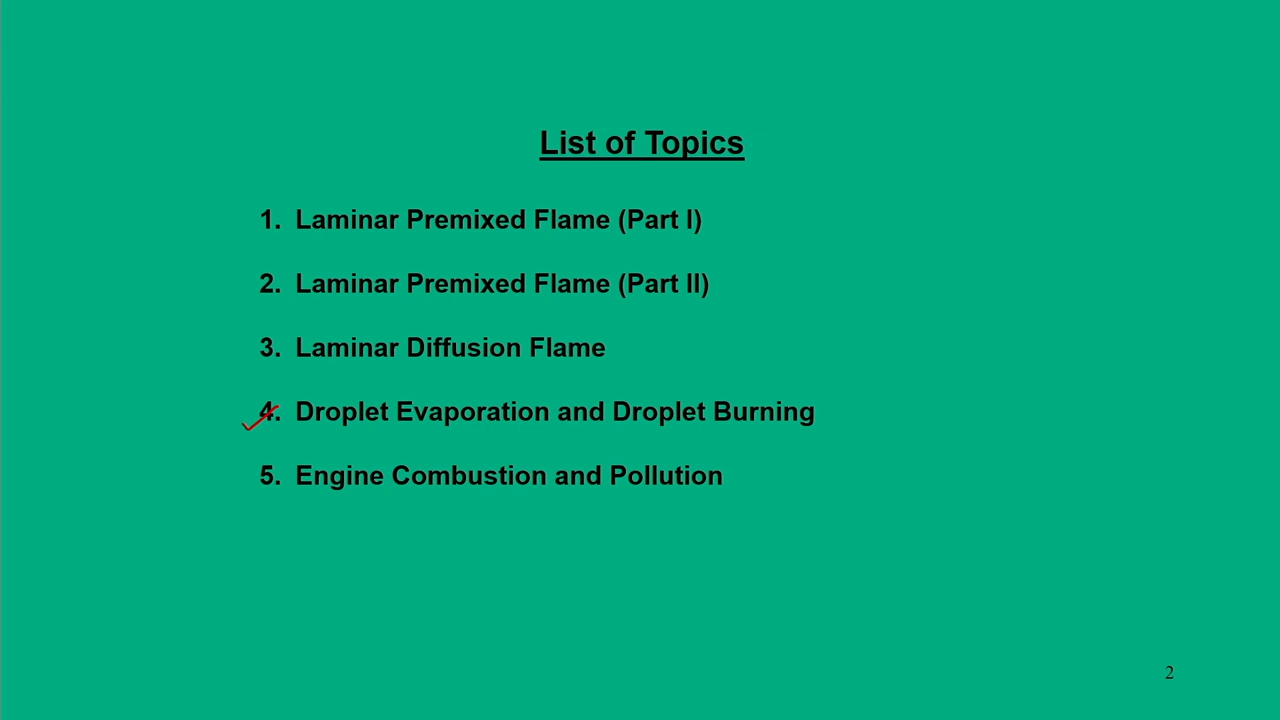 List of Topics
1. Laminar Premixed Flame (Part I)
2. Laminar Premixed Flame (Part II)
3. Laminar Diffusion Flame
4. Droplet Evaporation and Droplet Burning
5. Engine Combustion and Pollution
2